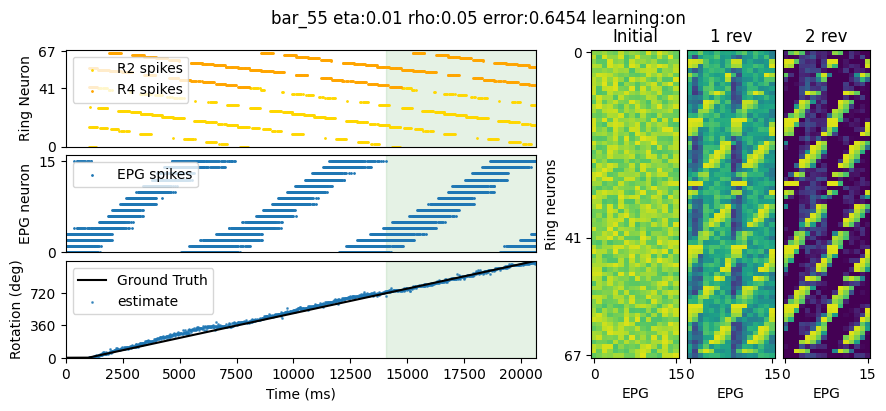 bar_55 eta:0.01 rho:0.05 error:0.6454 learning:on
Ring Neuron
67
41
0
R2 spikes
R4 spikes
EPG neuron
15
0
EPG spikes
Rotation (deg)
720
360
0
Ground Truth
estimate
0 2500 5000 7500 10000 12500 15000 17500 20000
Time (ms)
Initial 1 rev 2 rev
Ring neurons
0
41
67
0 15 0 15 0 15
EPG EPG EPG